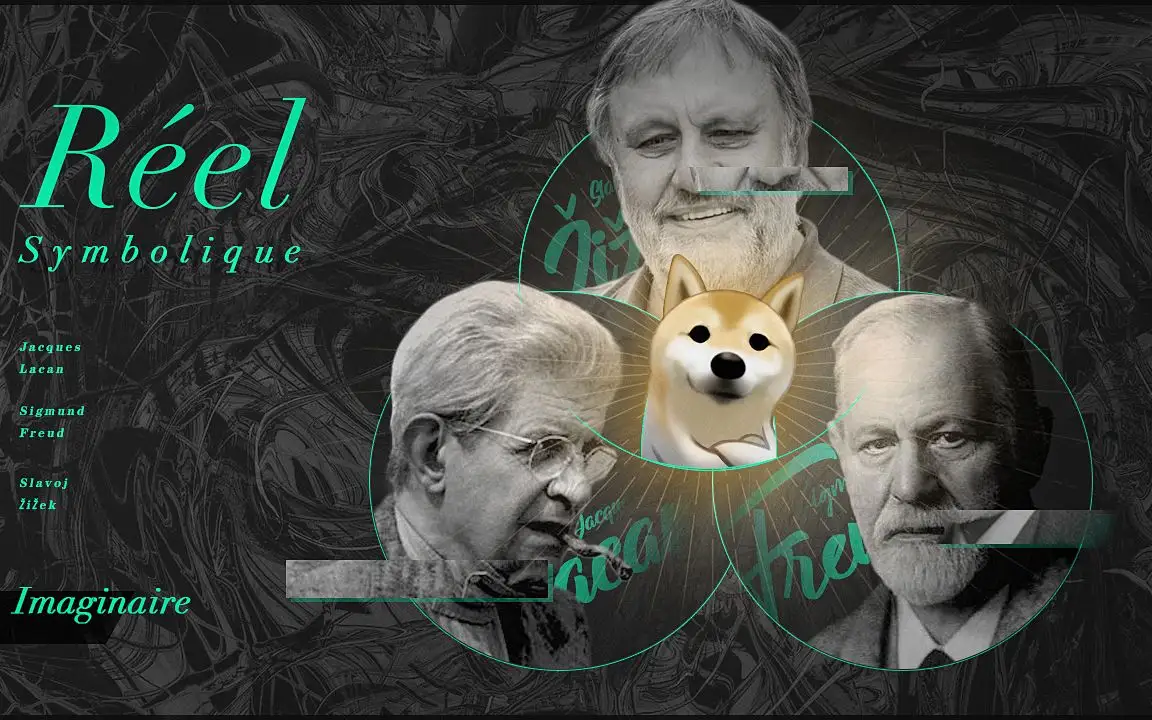 Réel
Symbolique
Jacques
Lacan
Sigmund
Freud
Slavoj
žižek
Imaginaire